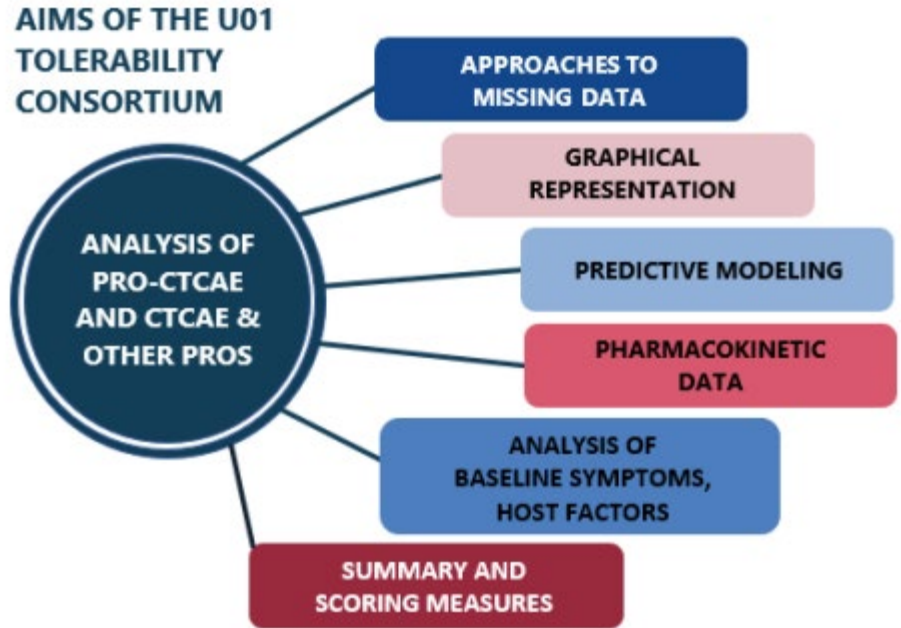 AIMS OF THE U01
TOLERABILITY
CONSORTIUM
ANALYSIS OF
PRO-CTCAE
AND CTCAE &
OTHER PROS
APPROACHES TO
MISSING DATA
GRAPHICAL
REPRESENTATION
PREDICTIVE MODELING
PHARMACOKINETIC
DATA
ANALYSIS OF
BASELINE SYMPTOMS,
HOST FACTORS
SUMMARY AND
SCORING MEASURES